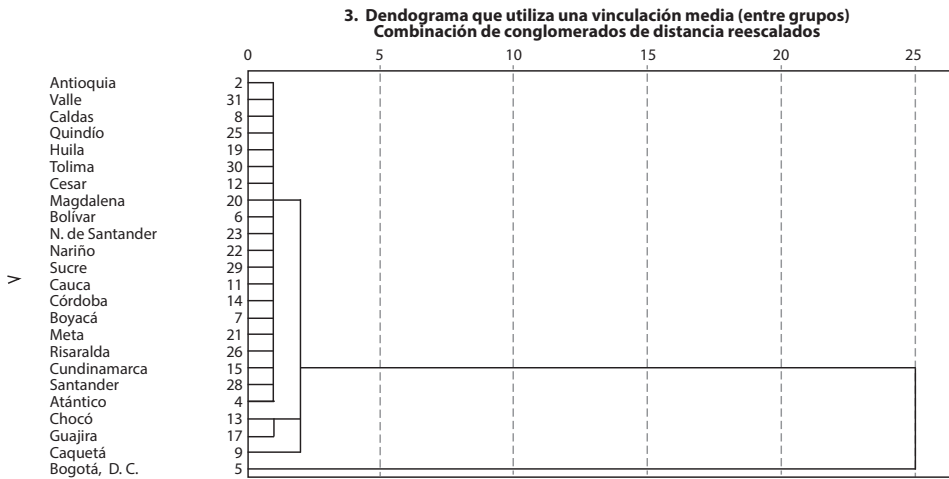 3. Dendograma que utiliza una vinculación media (entre grupos)
Combinación de conglomerados de distancia reescalados
0 5 10 15 20 25
Antioquia 2
Valle 31
Caldas 8
Quindío 25
Huila 19
Tolima 30
Cesar 12
Magdalena 20
Bolívar 6
N. de Santander 23
Nariño 22
Sucre 29
Cauca 11
Córdoba 14
Boyacá 7
Meta 21
Risaralda 26
Cundinamarca 15
Santander 28
Atántico 4
Chocó 13
Guajira 17
Caquetá 9
Bogotá, D. C. 5
V